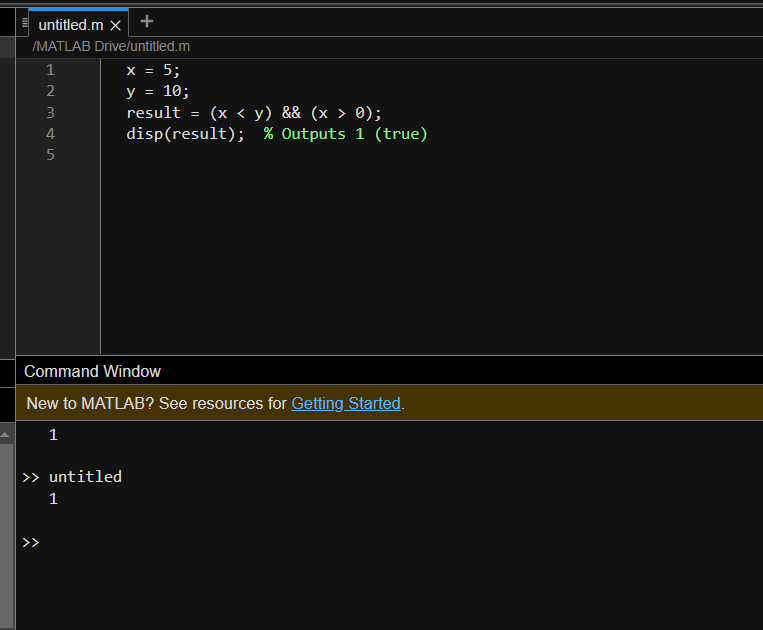 untitled.m × +
/MATLAB Drive/untitled.m
1 x = 5;
2 y = 10;
3 result = (x < y) && (x > 0);
4 disp(result);  % Outputs 1 (true)
5
Command Window
New to MATLAB? See resources for Getting Started.
1
>> untitled
1
>>